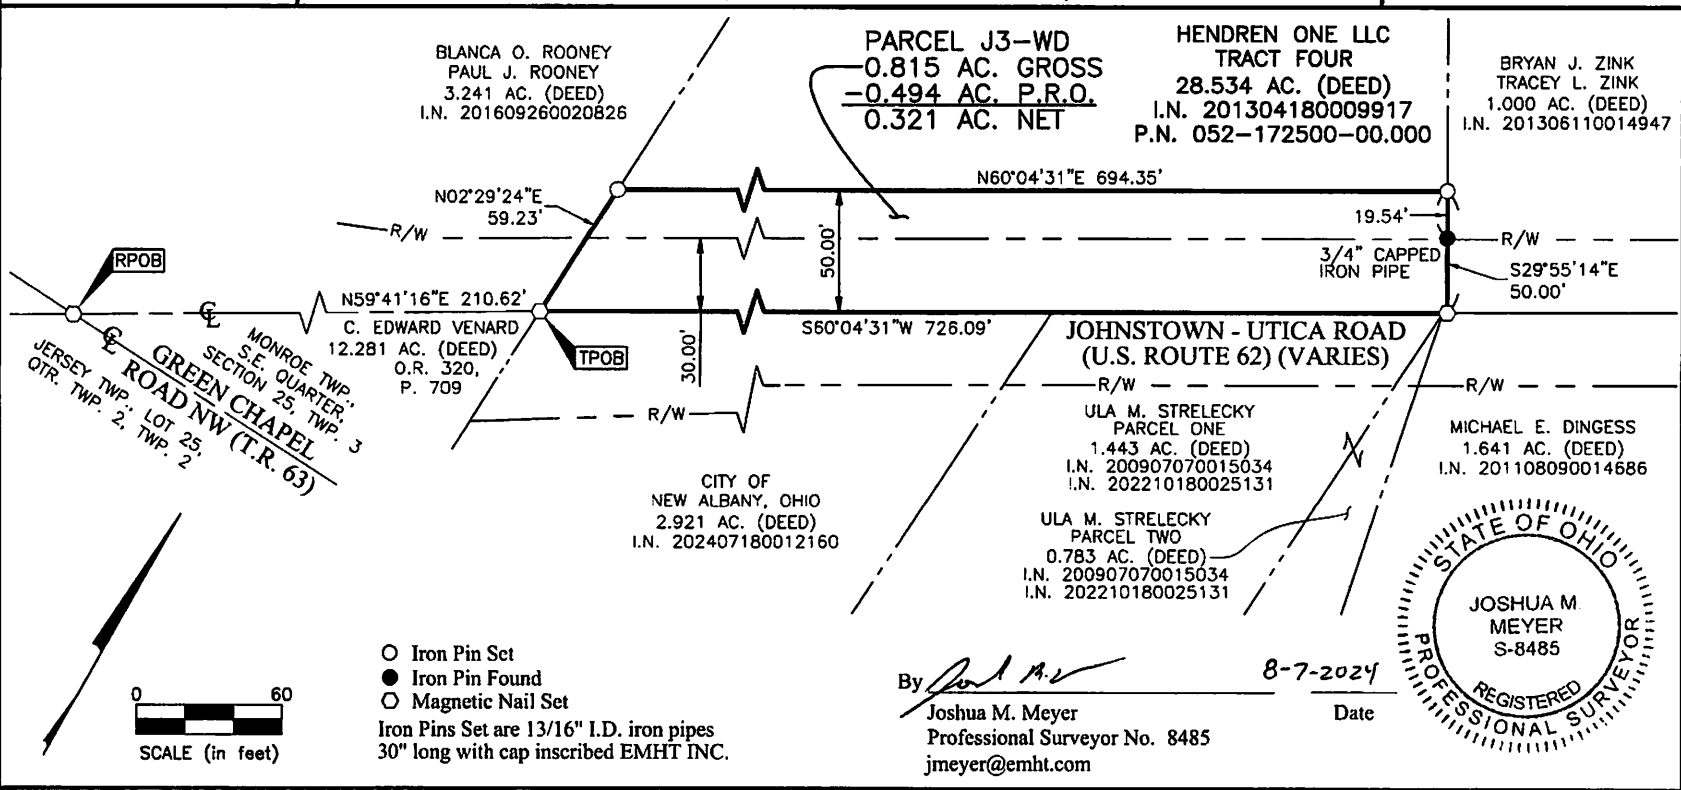 BLANCA O. ROONEY
PAUL J. ROONEY
3.241 AC. (DEED)
I.N. 201609260020826
PARCEL J3-WD
0.815 AC. GROSS
-0.494 AC. P.R.O.
0.321 AC. NET
HENDREN ONE LLC
TRACT FOUR
28.534 AC. (DEED)
I.N. 201304180009917
P.N. 052-172500-00.000
BRYAN J. ZINK
TRACEY L. ZINK
1.000 AC. (DEED)
I.N. 201306110014947
N02°29'24"E
59.23'
N60°04'31"E 694.35'
19.54'
R/W
50.00'
3/4" CAPPED
IRON PIPE
R/W
S29°55'14"E
50.00'
RPOB
℄
N59°41'16"E 210.62'
C. EDWARD VENARD
12.281 AC. (DEED)
O.R. 320,
P. 709
TPOB
30.00'
S60°04'31"W 726.09'
JOHNSTOWN - UTICA ROAD
(U.S. ROUTE 62) (VARIES)
MONROE TWP.,
S.E. QUARTER,
SECTION 25, TWP. 3
℄
GREEN CHAPEL
ROAD NW (T.R. 63)
JERSEY TWP., LOT 25,
QTR. TWP. 2, TWP. 2
R/W
R/W
R/W
ULA M. STRELECKY
PARCEL ONE
1.443 AC. (DEED)
I.N. 200907070015034
I.N. 202210180025131
MICHAEL E. DINGESS
1.641 AC. (DEED)
I.N. 201108090014686
CITY OF
NEW ALBANY, OHIO
2.921 AC. (DEED)
I.N. 202407180012160
ULA M. STRELECKY
PARCEL TWO
0.783 AC. (DEED)
I.N. 200907070015034
I.N. 202210180025131
STATE OF OHIO
JOSHUA M.
MEYER
S-8485
REGISTERED
PROFESSIONAL SURVEYOR
0 60
SCALE (in feet)
Iron Pin Set
Iron Pin Found
Magnetic Nail Set
Iron Pins Set are 13/16" I.D. iron pipes
30" long with cap inscribed EMHT INC.
By
8-7-2024
Joshua M. Meyer
Date
Professional Surveyor No. 8485
jmeyer@emht.com